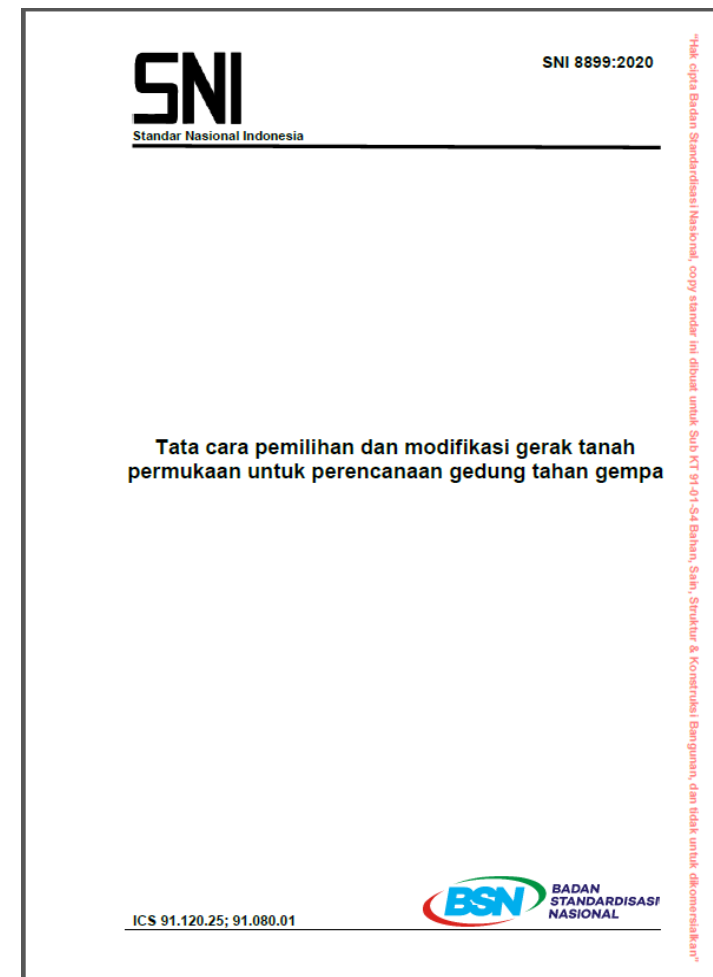 SNI
SNI 8899:2020
Standar Nasional Indonesia
Tata cara pemilihan dan modifikasi gerak tanah
permukaan untuk perencanaan gedung tahan gempa
ICS 91.120.25; 91.080.01
BSN
BADAN
STANDARDISASI
NASIONAL
"Hak cipta Badan Standardisasi Nasional, copy standar ini dibuat untuk Sub KT 91-01-S4 Bahan, Sain, Struktur & Konstruksi Bangunan, dan tidak untuk dikomersialkan"